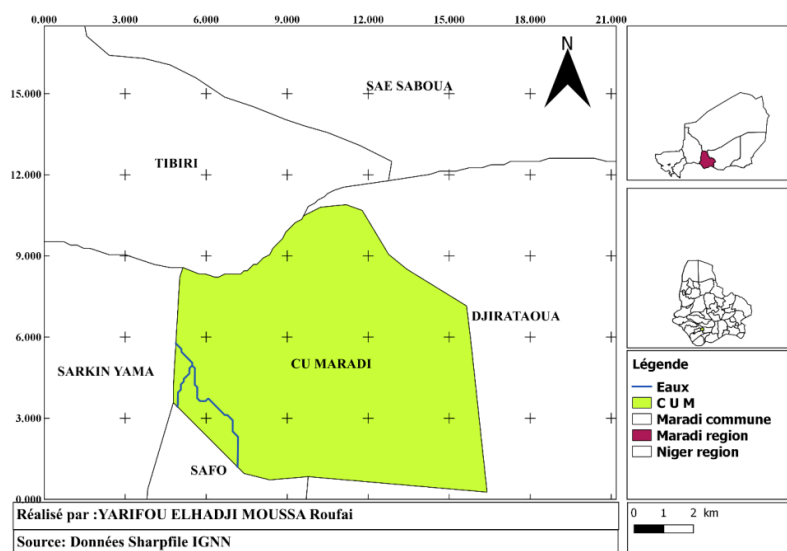 0.000 3.000 6.000 9.000 12.000 15.000 18.000 21.000
N
SAE SABOUA
15.000
TIBIRI
12.000
9.000
DJIRATAOUA
6.000
CU MARADI
SARKIN YAMA
3.000
SAFO
0.000
Légende
Eaux
C U M
Maradi commune
Maradi region
Niger region
0 1 2 km
Réalisé par :YARIFOU ELHADJI MOUSSA Roufai
Source: Données Sharpfile IGNN